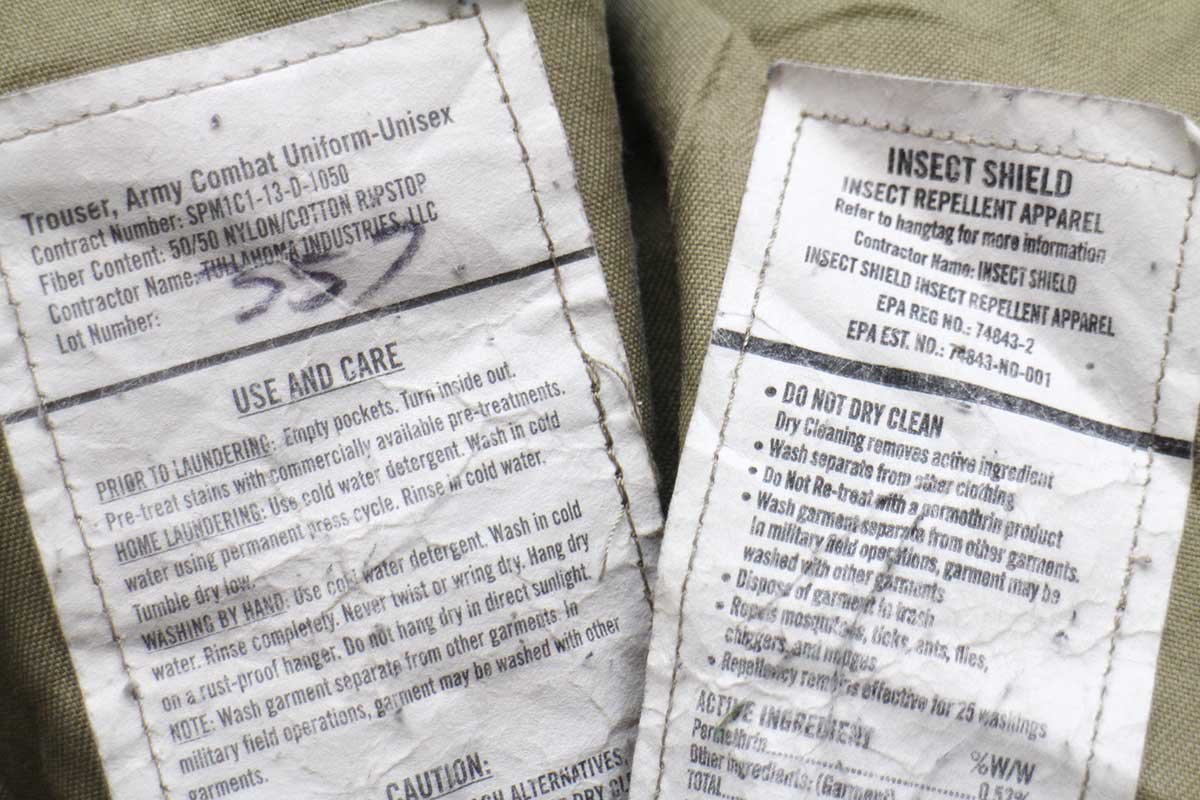 Trouser, Army Combat Uniform-Unisex
Contract Number: SPM1C1-13-D-1050
Fiber Content: 50/50 NYLON/COTTON RIPSTOP
Contractor Name: TULLAHOMA INDUSTRIES, LLC
Lot Number:
557
USE AND CARE
PRIOR TO LAUNDERING: Empty pockets. Turn inside out.
Pre-treat stains with commercially available pre-treatments.
HOME LAUNDERING: Use cold water detergent. Wash in cold
water using permanent press cycle. Rinse in cold water.
Tumble dry low.
WASHING BY HAND: Use cold water detergent. Wash in cold
water. Rinse completely. Never twist or wring dry. Hang dry
on a rust-proof hanger. Do not hang dry in direct sunlight.
NOTE: Wash garment separate from other garments. In
military field operations, garment may be washed with other
garments.
CAUTION:
ALTERNATIVES,
DRY
INSECT SHIELD
INSECT REPELLENT APPAREL
Refer to hangtag for more information
Contractor Name: INSECT SHIELD
INSECT SHIELD INSECT REPELLENT APPAREL
EPA REG NO.: 74843-2
EPA EST. NO.: 74843-NO-001
• DO NOT DRY CLEAN
Dry Cleaning removes active ingredient
• Wash separate from other clothing
• Do Not Re-treat with a permethrin product
• Wash garment separate from other garments.
In military field operations, garment may be
washed with other garments
• Dispose of garment in trash
• Repels mosquitoes, ticks, ants, flies,
chiggers, and midges
• Repellency remains effective for 25 washings
ACTIVE INGREDIENT
%W/W
Permethrin
0.52%
Other Ingredients: (Garment)
TOTAL